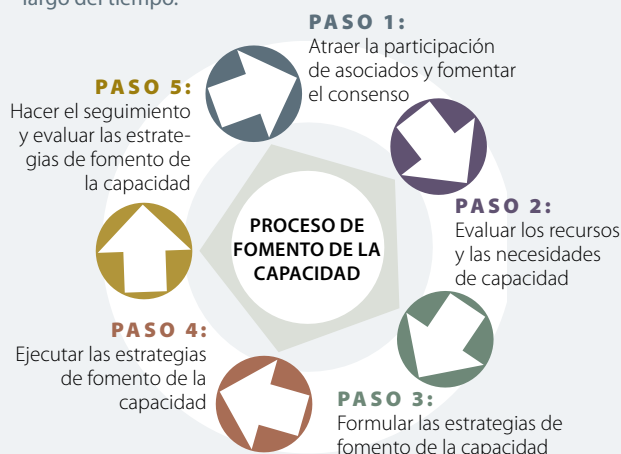 largo del tiempo.
PASO 1:
Atraer la participación
de asociados y fomentar
el consenso
PASO 2:
Evaluar los recursos
y las necesidades
de capacidad
PASO 3:
Formular las estrategias de
fomento de la capacidad
PASO 4:
Ejecutar las estrategias
de fomento de la
capacidad
PASO 5:
Hacer el seguimiento
y evaluar las estrate-
gias de fomento de
la capacidad
PROCESO DE
FOMENTO DE LA
CAPACIDAD